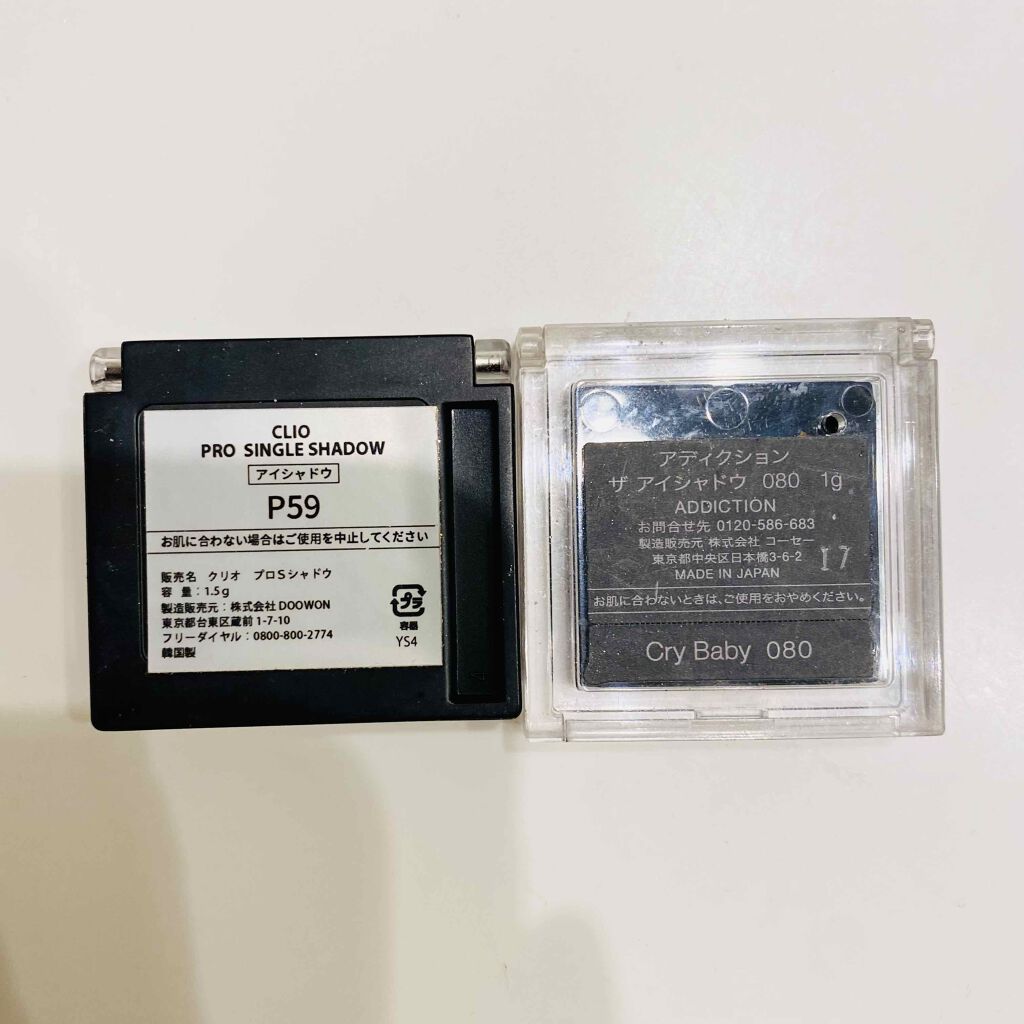 CLIO
PRO SINGLE SHADOW
アイシャドウ
P59
お肌に合わない場合はご使用を中止してください
販売名 クリオ プロSシャドウ
容 量:1.5g
製造販売元:株式会社DOOWON
東京都台東区蔵前1-7-10
フリーダイヤル:0800-800-2774
韓国製
プラ
容器
YS4
アディクション
ザ アイシャドウ 080 1g
ADDICTION
お問合せ先 0120-586-683
製造販売元 株式会社 コーセー
東京都中央区日本橋3-6-2
MADE IN JAPAN
I7
お肌に合わないときは、ご使用をおやめください。
Cry Baby 080